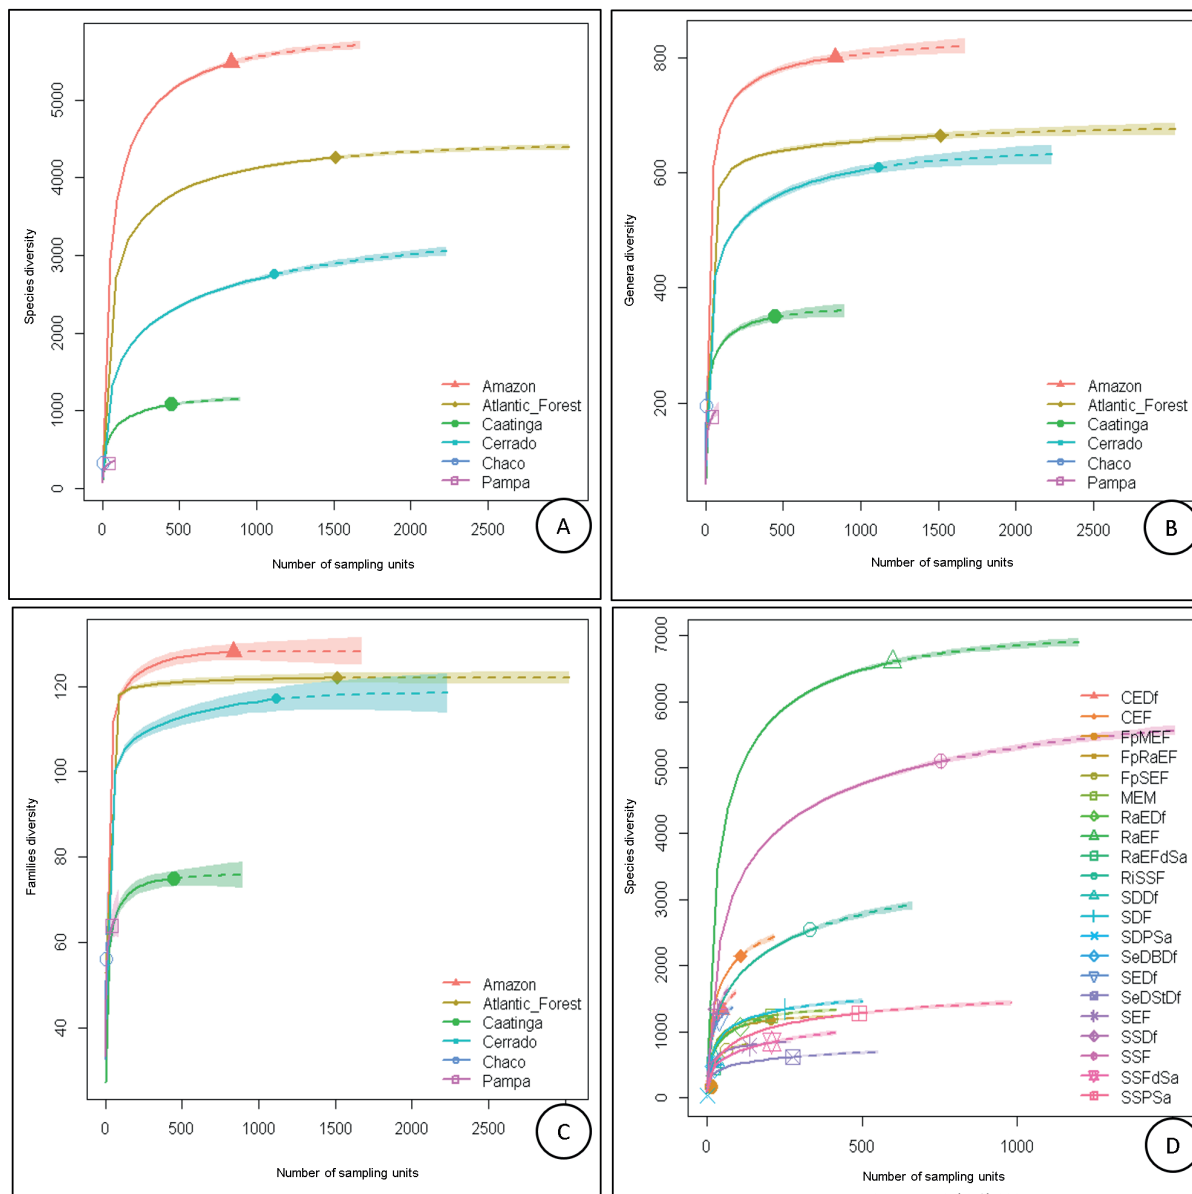 Species diversity
5000
4000
3000
2000
1000
0
Amazon
Atlantic_Forest
Caatinga
Cerrado
Chaco
Pampa
0 500 1000 1500 2000 2500
Number of sampling units
A
Genera diversity
800
600
400
200
Amazon
Atlantic_Forest
Caatinga
Cerrado
Chaco
Pampa
0 500 1000 1500 2000 2500
Number of sampling units
B
Families diversity
120
100
80
60
40
Amazon
Atlantic_Forest
Caatinga
Cerrado
Chaco
Pampa
0 500 1000 1500 2000 2500
Number of sampling units
C
Species diversity
7000
6000
5000
4000
3000
2000
1000
0
CEDf
CEF
FpMEF
FpRaEF
FpSEF
MEM
RaEDf
RaEF
RaEFdSa
RiSSF
SDDf
SDF
SDPSa
SeDBDf
SEDf
SeDStDf
SEF
SSDf
SSF
SSFdSa
SSPSa
0 500 1000
Number of sampling units
D